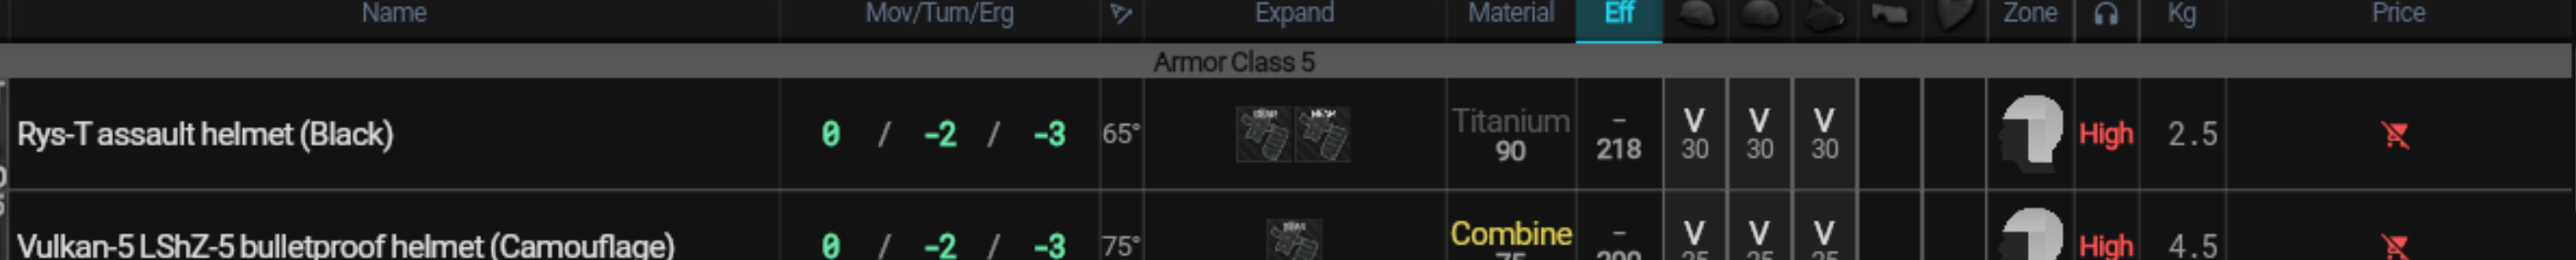 Name Mov/Turn/Erg Expand Material Eff Zone Kg Price
Armor Class 5
Rys-T assault helmet (Black) 0 / -2 / -3 65° Titanium 90 – 218 V 30 V 30 V 30 High 2.5
Vulkan-5 LShZ-5 bulletproof helmet (Camouflage) 0 / -2 / -3 75° Combine – V V V High 4.5